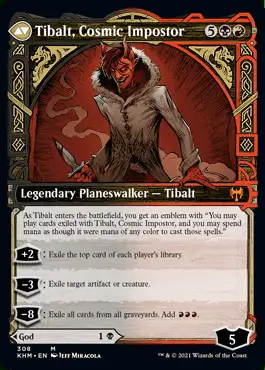 Tibalt, Cosmic Impostor 5
Legendary Planeswalker — Tibalt
As Tibalt enters the battlefield, you get an emblem with "You may
play cards exiled with Tibalt, Cosmic Impostor, and you may spend
mana as though it were mana of any color to cast those spells."
+2 : Exile the top card of each player's library.
−3 : Exile target artifact or creature.
−8 : Exile all cards from all graveyards. Add
God 1
5
308 M
KHM • EN Jeff Miracola
™ & © 2021 Wizards of the Coast